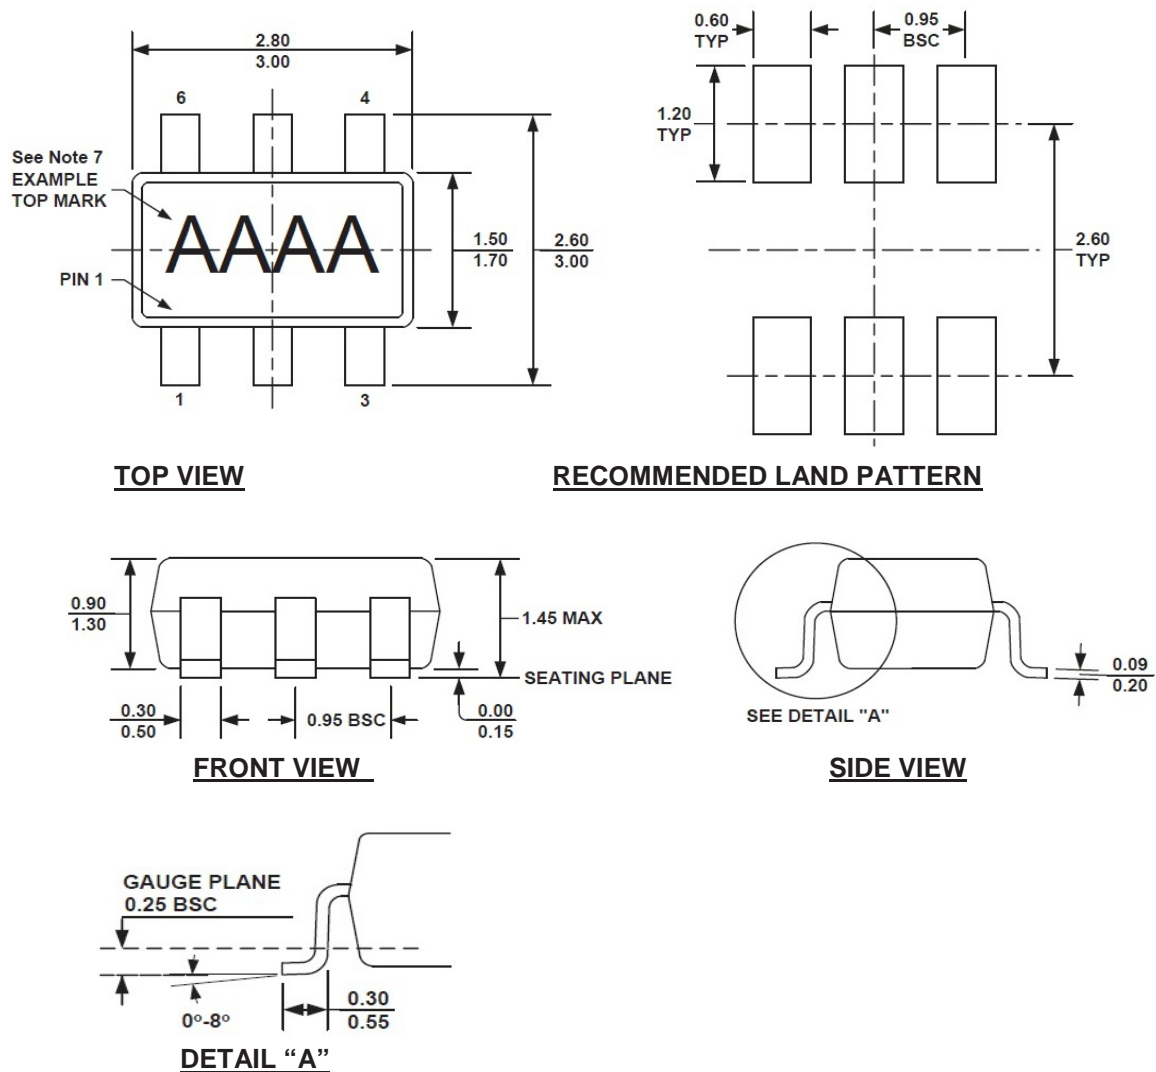 2.80
3.00
6
4
See Note 7
EXAMPLE
TOP MARK
AAAA
PIN 1
1.50
1.70
2.60
3.00
1
3
TOP VIEW
0.60
TYP
0.95
BSC
1.20
TYP
2.60
TYP
RECOMMENDED LAND PATTERN
0.90
1.30
1.45 MAX
SEATING PLANE
0.30
0.50
0.95 BSC
0.00
0.15
FRONT VIEW
0.09
0.20
SEE DETAIL "A"
SIDE VIEW
GAUGE PLANE
0.25 BSC
0°-8°
0.30
0.55
DETAIL “A”